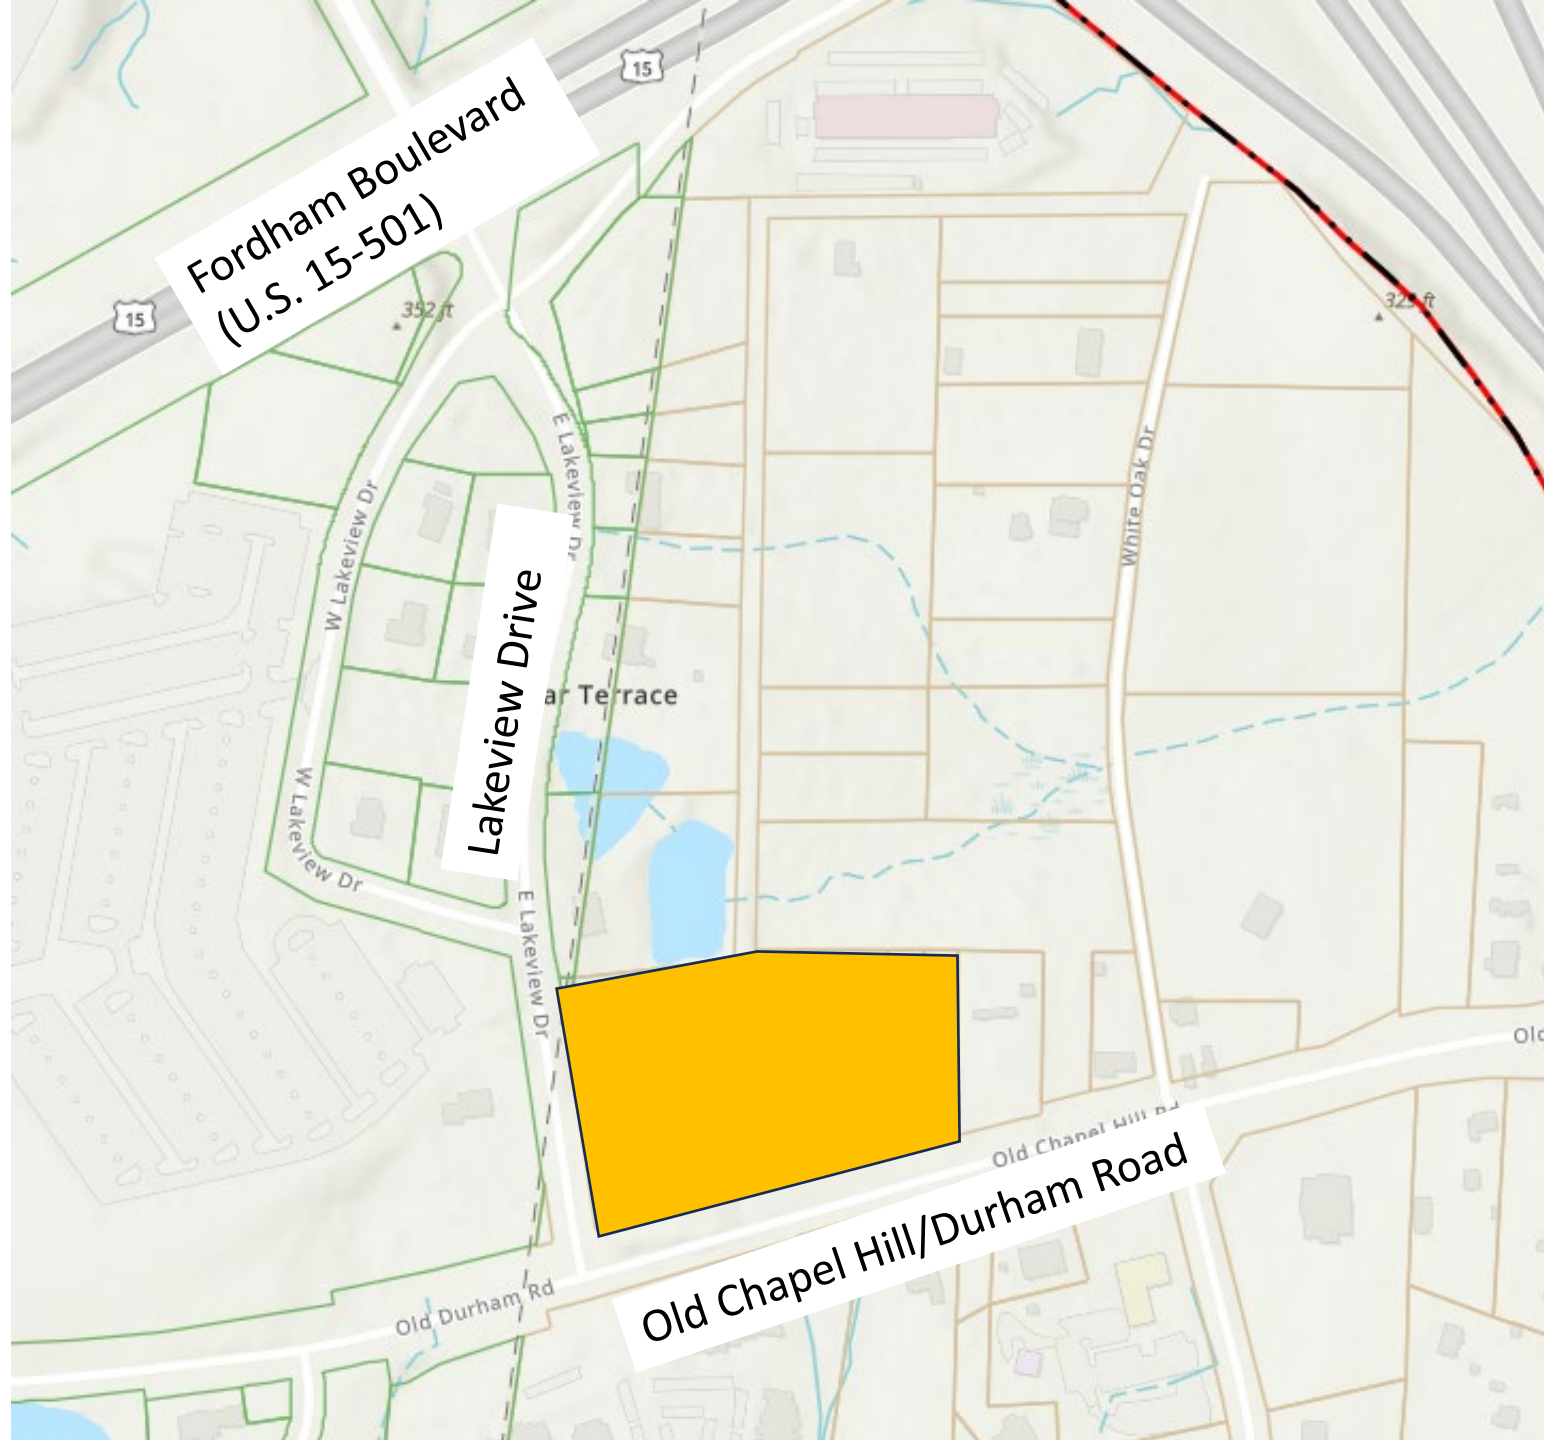 15
Fordham Boulevard
(U.S. 15-501)
15
352 ft
325 ft
E Lakeview Dr
W Lakeview Dr
White Oak Dr
Lakeview Drive
ar Terrace
W Lakeview Dr
E Lakeview Dr
Old
Old Chapel Hill Rd
Old Chapel Hill/Durham Road
Old Durham Rd